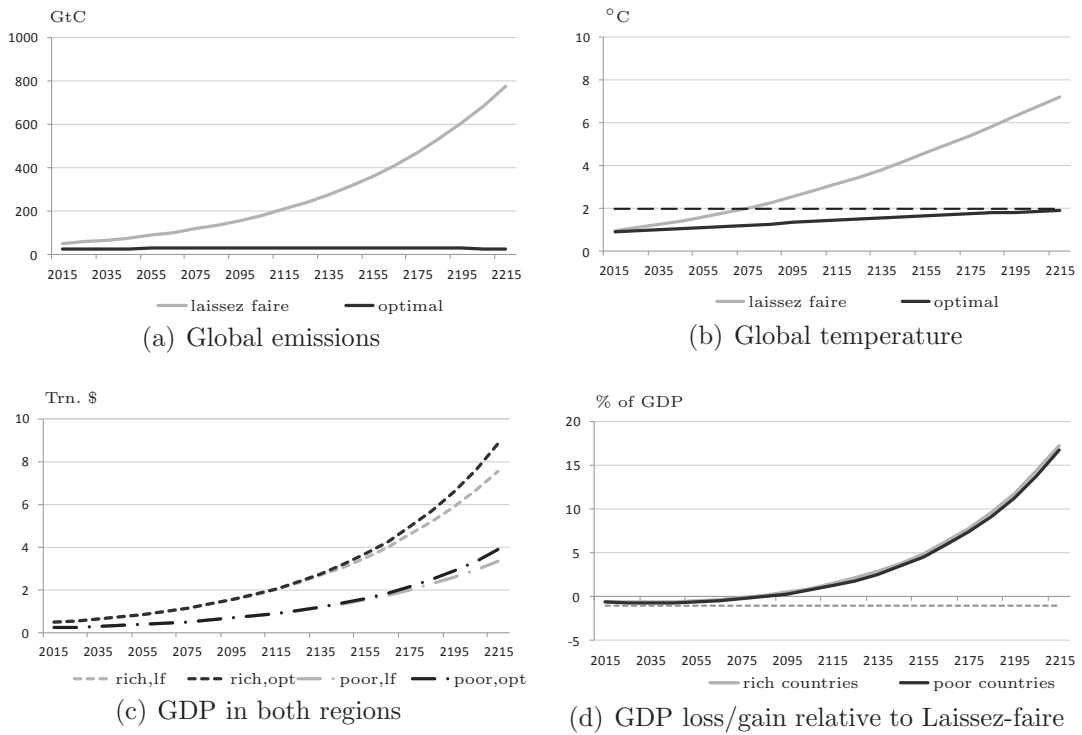 GtC
1000
800
600
400
200
0
2015 2035 2055 2075 2095 2115 2135 2155 2175 2195 2215
laissez faire optimal
(a) Global emissions
°C
10
8
6
4
2
0
2015 2035 2055 2075 2095 2115 2135 2155 2175 2195 2215
laissez faire optimal
(b) Global temperature
Trn. $
10
8
6
4
2
0
2015 2035 2055 2075 2095 2115 2135 2155 2175 2195 2215
rich,lf rich,opt poor,lf poor,opt
(c) GDP in both regions
% of GDP
20
15
10
5
0
-5
2015 2035 2055 2075 2095 2115 2135 2155 2175 2195 2215
rich countries poor countries
(d) GDP loss/gain relative to Laissez-faire